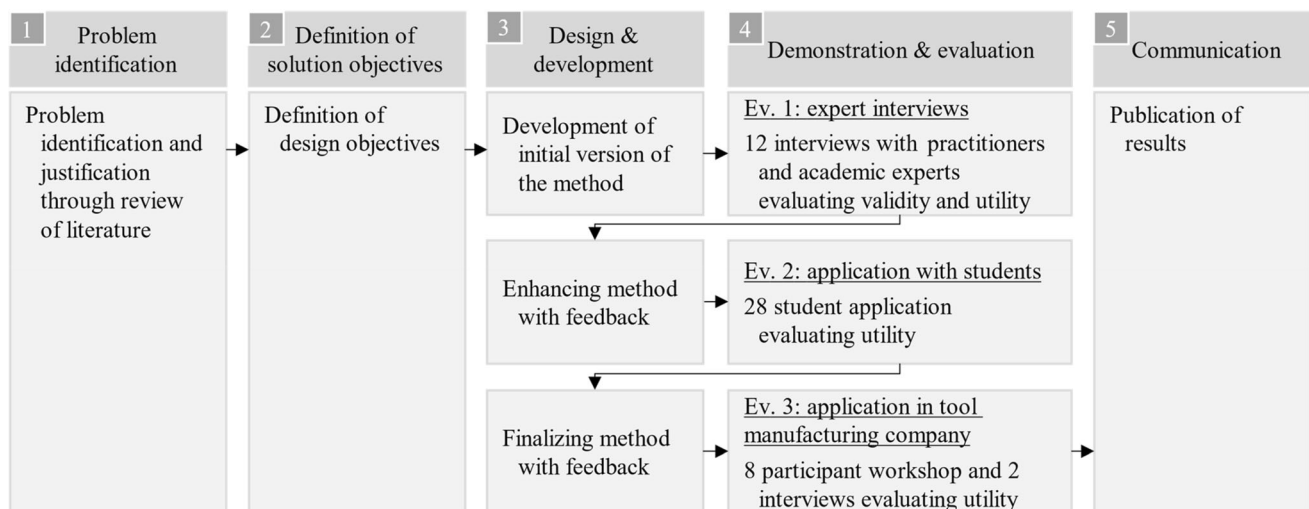 1
Problem
identification
2
Definition of
solution objectives
3
Design &
development
4
Demonstration & evaluation
5
Communication
Problem
identification and
justification
through review
of literature
Definition of
design objectives
Development of
initial version of
the method
Ev. 1: expert interviews
12 interviews with practitioners
and academic experts
evaluating validity and utility
Enhancing method
with feedback
Ev. 2: application with students
28 student application
evaluating utility
Finalizing method
with feedback
Ev. 3: application in tool
manufacturing company
8 participant workshop and 2
interviews evaluating utility
Publication of
results